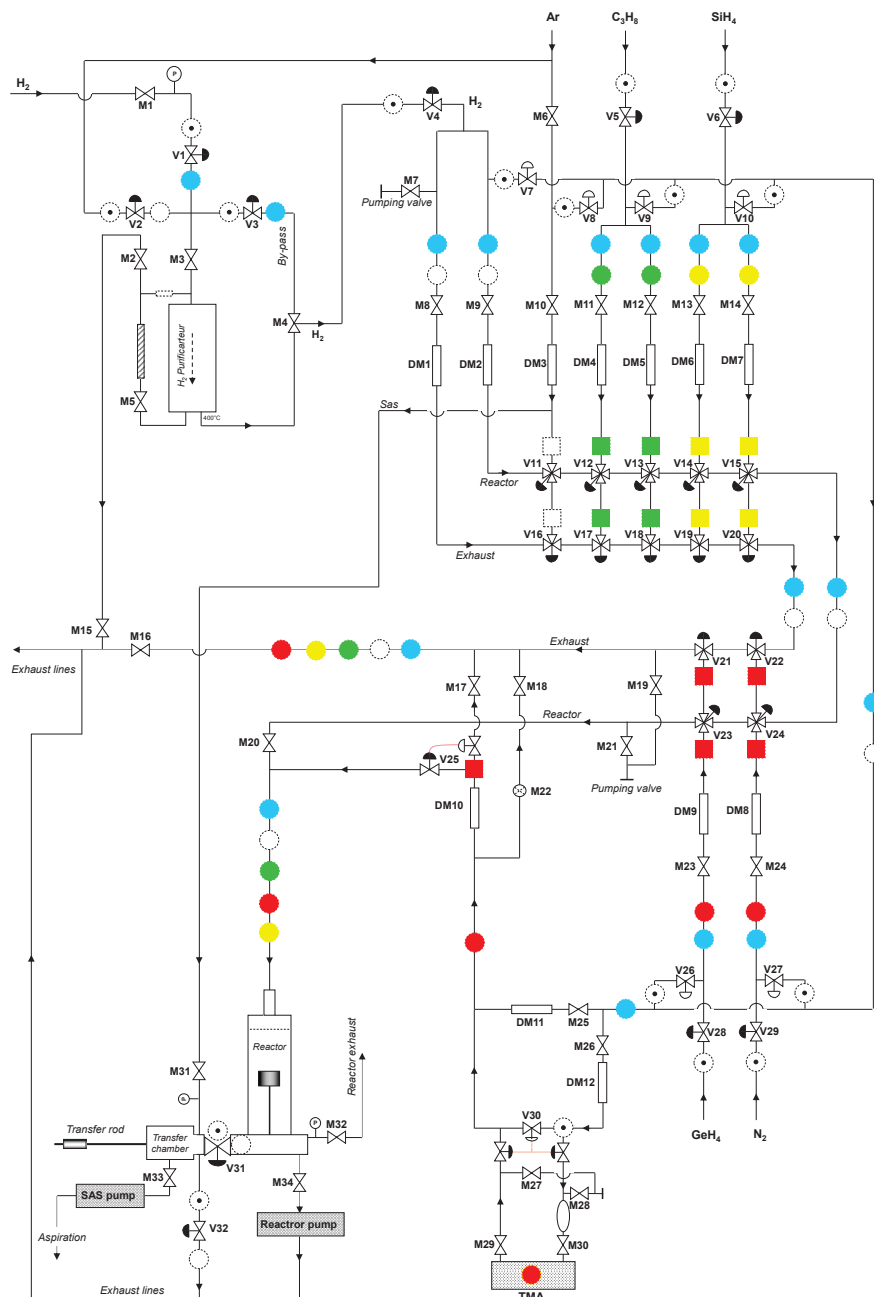 Ar
C3H8
SiH4
H2
P
M1
V4
H2
M6
V5
V6
V1
M7
Pumping valve
V7
V2
V3
V8
V9
V10
By-pass
M2
M3
M8
M9
M10
M11
M12
M13
M14
M4
H2
H2 Purificarteur
DM1
DM2
DM3
DM4
DM5
DM6
DM7
M5
400°C
Sas
V11
V12
V13
V14
V15
Reactor
V16
V17
V18
V19
V20
Exhaust
M15
M16
Exhaust
Exhaust lines
V21
V22
M17
M18
M19
Reactor
M20
V23
V24
M21
V25
Pumping valve
DM10
M22
DM9
DM8
M23
M24
V26
V27
DM11
M25
V28
V29
M26
Reactor
Reactor exhaust
M31
DM12
P
M32
V30
Transfer rod
Transfer
chamber
GeH4
N2
V31
M27
M33
M34
M28
SAS pump
V32
Reactror pump
Aspiration
M29
M30
Exhaust lines
TMA